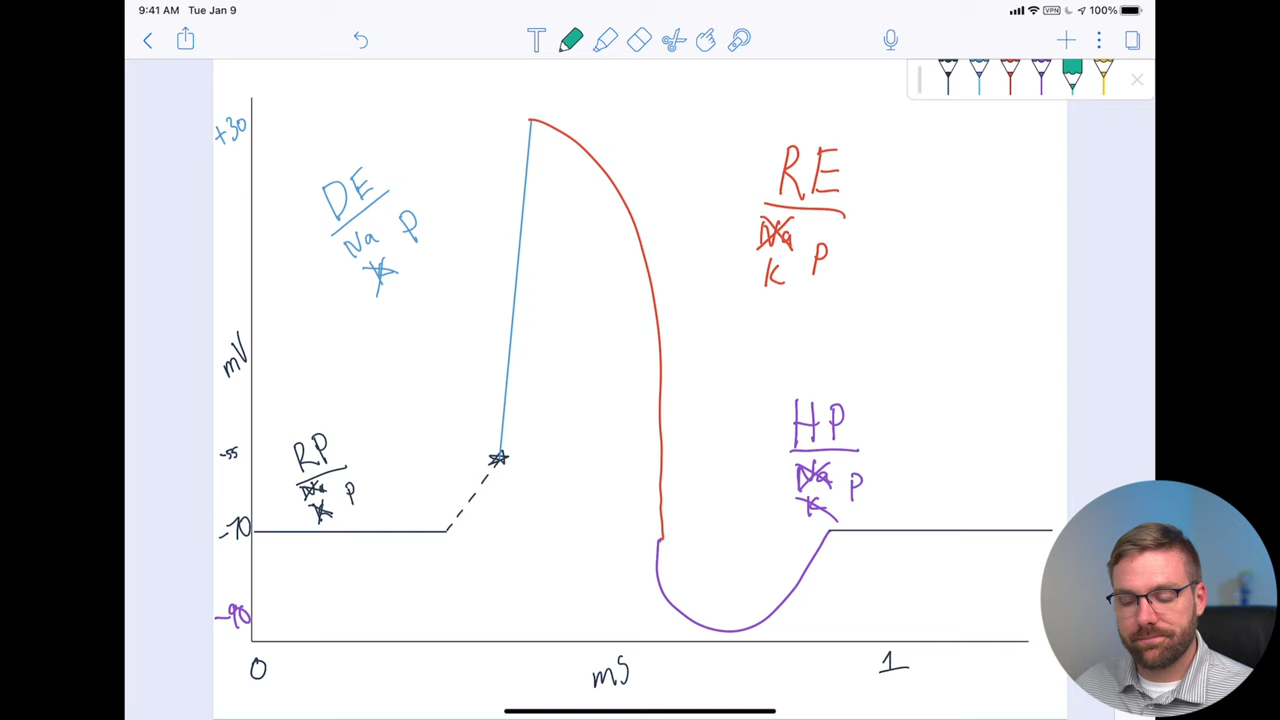 9:41 AM Tue Jan 9
VPN 100%
T
+30
DE
Na P
K
RE
Na P
K
mV
-55
RP
Na P
K
HP
Na P
K
-70
-90
0 mS 1